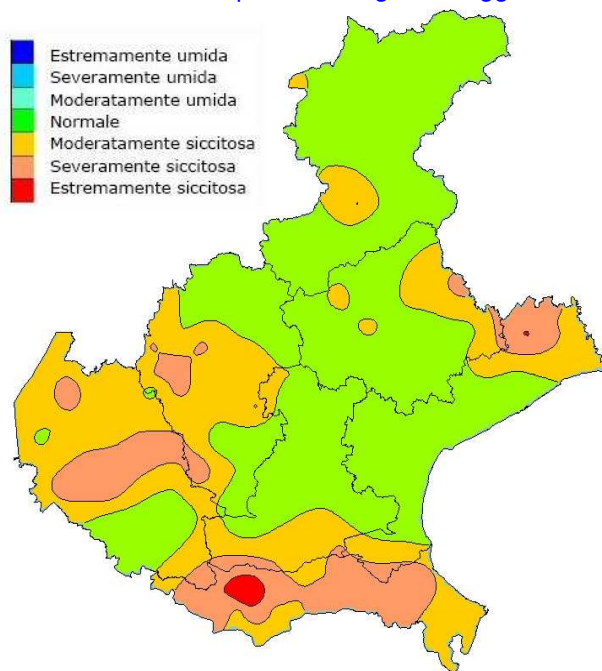 Estremamente umida
Severamente umida
Moderatamente umida
Normale
Moderatamente siccitosa
Severamente siccitosa
Estremamente siccitosa